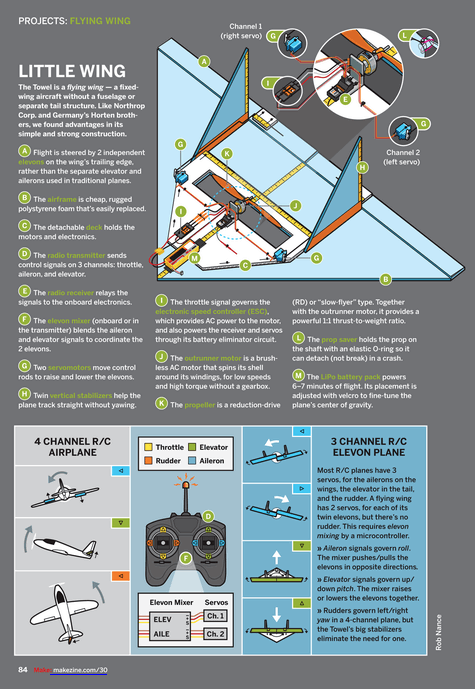 PROJECTS: FLYING WING
LITTLE WING
The Towel is a flying wing — a fixed-
wing aircraft without a fuselage or
separate tail structure. Like Northrop
Corp. and Germany's Horten broth-
ers, we found advantages in its
simple and strong construction.
A Flight is steered by 2 independent
elevons on the wing's trailing edge,
rather than the separate elevator and
ailerons used in traditional planes.
B The airframe is cheap, rugged
polystyrene foam that's easily replaced.
C The detachable deck holds the
motors and electronics.
D The radio transmitter sends
control signals on 3 channels: throttle,
aileron, and elevator.
E The radio receiver relays the
signals to the onboard electronics.
F The elevon mixer (onboard or in
the transmitter) blends the aileron
and elevator signals to coordinate the
2 elevons.
G Two servomotors move control
rods to raise and lower the elevons.
H Twin vertical stabilizers help the
plane track straight without yawing.
Channel 1
(right servo)
G
L
A
I
E
G
Channel 2
(left servo)
G
K
H
I
J
M
C
G
B
I The throttle signal governs the
electronic speed controller (ESC),
which provides AC power to the motor,
and also powers the receiver and servos
through its battery eliminator circuit.
J The outrunner motor is a brush-
less AC motor that spins its shell
around its windings, for low speeds
and high torque without a gearbox.
K The propeller is a reduction-drive
(RD) or "slow-flyer" type. Together
with the outrunner motor, it provides a
powerful 1:1 thrust-to-weight ratio.
L The prop saver holds the prop on
the shaft with an elastic O-ring so it
can detach (not break) in a crash.
M The LiPo battery pack powers
6–7 minutes of flight. Its placement is
adjusted with velcro to fine-tune the
plane's center of gravity.
4 CHANNEL R/C
AIRPLANE
Throttle
Elevator
Rudder
Aileron
D
F
Elevon Mixer
Servos
ELEV
Ch. 1
AILE
Ch. 2
3 CHANNEL R/C
ELEVON PLANE
Most R/C planes have 3
servos, for the ailerons on the
wings, the elevator in the tail,
and the rudder. A flying wing
has 2 servos, for each of its
twin elevons, but there's no
rudder. This requires elevon
mixing by a microcontroller.
» Aileron signals govern roll.
The mixer pushes/pulls the
elevons in opposite directions.
» Elevator signals govern up/
down pitch. The mixer raises
or lowers the elevons together.
» Rudders govern left/right
yaw in a 4-channel plane, but
the Towel's big stabilizers
eliminate the need for one.
Rob Nance
84 Make: makezine.com/30